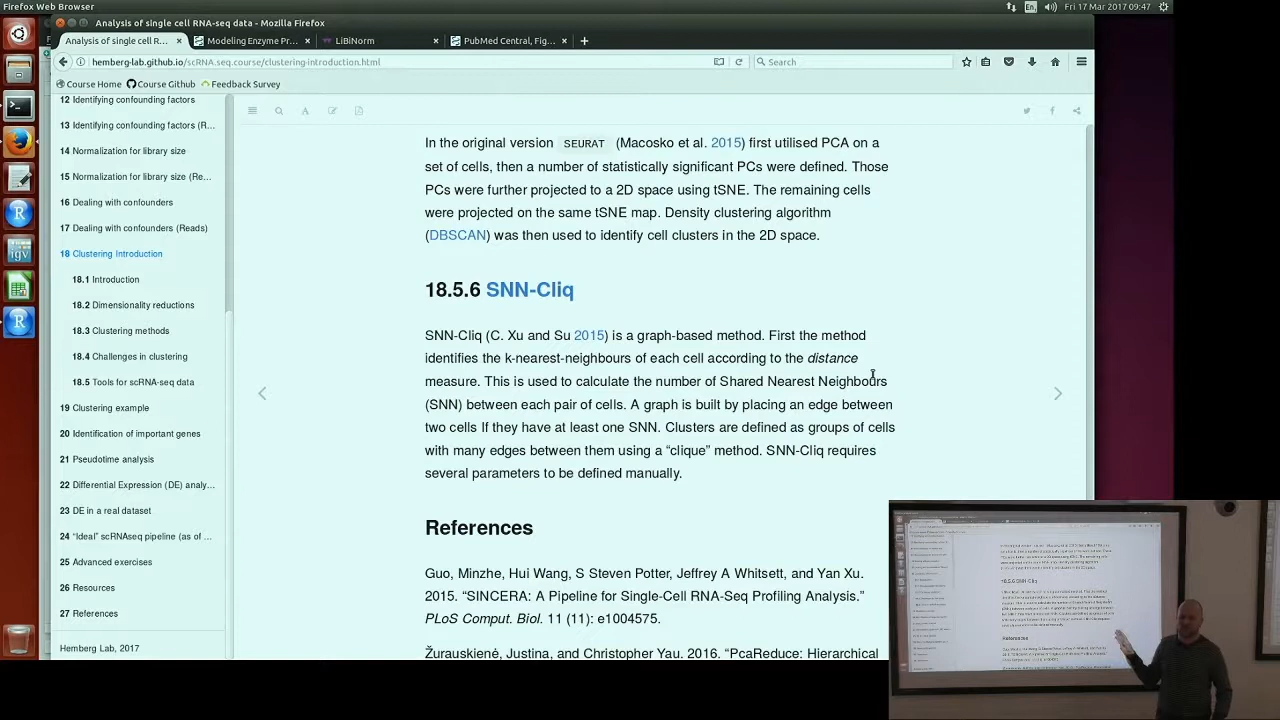 Firefox Web Browser
En
Fri 17 Mar 2017 09:47
Analysis of single cell RNA-seq data - Mozilla Firefox
Analysis of single cell R... ×
Modeling Enzyme Pr... ×
LiBiNorm ×
PubMed Central, Fig... ×
hemberg-lab.github.io/scRNA.seq.course/clustering-introduction.html
Search
Course Home Course Github Feedback Survey
12 Identifying confounding factors
13 Identifying confounding factors (R...
14 Normalization for library size
15 Normalization for library size (Re...
16 Dealing with confounders
17 Dealing with confounders (Reads)
18 Clustering Introduction
18.1 Introduction
18.2 Dimensionality reductions
18.3 Clustering methods
18.4 Challenges in clustering
18.5 Tools for scRNA-seq data
19 Clustering example
20 Identification of important genes
21 Pseudotime analysis
22 Differential Expression (DE) analy...
23 DE in a real dataset
24 “Ideal” scRNAseq pipeline (as of ...
25 Advanced exercises
26 Resources
27 References
Hemberg Lab, 2017
In the original version SEURAT (Macosko et al. 2015) first utilised PCA on a
set of cells, then a number of statistically significant PCs were defined. Those
PCs were further projected to a 2D space using tSNE. The remaining cells
were projected on the same tSNE map. Density clustering algorithm
(DBSCAN) was then used to identify cell clusters in the 2D space.
18.5.6 SNN-Cliq
SNN-Cliq (C. Xu and Su 2015) is a graph-based method. First the method
identifies the k-nearest-neighbours of each cell according to the distance
measure. This is used to calculate the number of Shared Nearest Neighbours
(SNN) between each pair of cells. A graph is built by placing an edge between
two cells If they have at least one SNN. Clusters are defined as groups of cells
with many edges between them using a “clique” method. SNN-Cliq requires
several parameters to be defined manually.
References
Guo, Minzhe, Hui Wang, S Steven Potter, Jeffrey A Whitsett, and Yan Xu.
2015. “SINCERA: A Pipeline for Single-Cell RNA-Seq Profiling Analysis.”
PLoS Comput. Biol. 11 (11): e1004575.
Žurauskienė, Justina, and Christopher Yau. 2016. “PcaReduce: Hierarchical
igv
R
R
18.5.6 SNN-Cliq
References